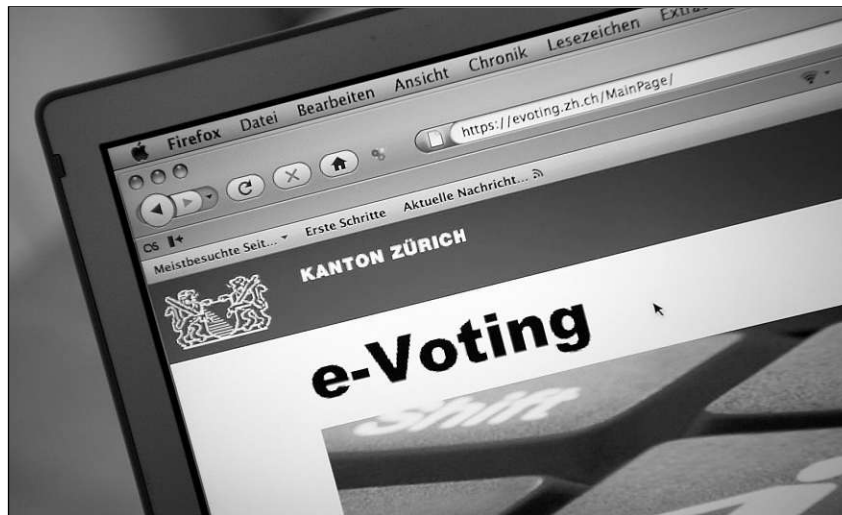 Firefox Datei Bearbeiten Ansicht Chronik Lesezeichen Extras
https://evoting.zh.ch/MainPage/
Meistbesuchte Seit... Erste Schritte Aktuelle Nachricht...
KANTON ZÜRICH
e-Voting
Shift